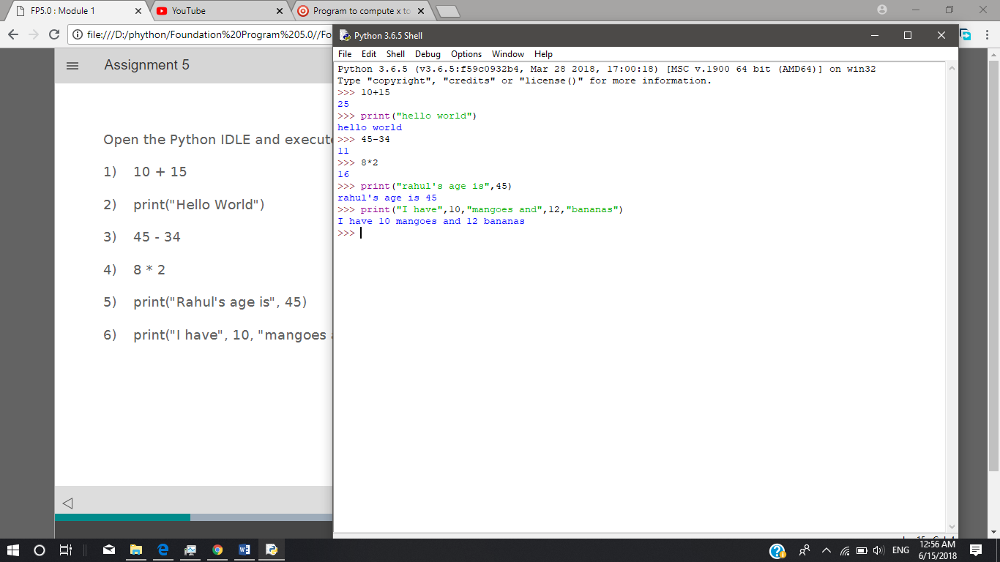 FP5.0 : Module 1
YouTube
Program to compute x to
file:///D:/phython/Foundation%20Program%205.0//Fo
Assignment 5
Open the Python IDLE and execute
1) 10 + 15
2) print("Hello World")
3) 45 - 34
4) 8 * 2
5) print("Rahul's age is", 45)
6) print("I have", 10, "mangoes
Python 3.6.5 Shell
File Edit Shell Debug Options Window Help
Python 3.6.5 (v3.6.5:f59c0932b4, Mar 28 2018, 17:00:18) [MSC v.1900 64 bit (AMD64)] on win32
Type "copyright", "credits" or "license()" for more information.
>>> 10+15
25
>>> print("hello world")
hello world
>>> 45-34
11
>>> 8*2
16
>>> print("rahul's age is",45)
rahul's age is 45
>>> print("I have",10,"mangoes and",12,"bananas")
I have 10 mangoes and 12 bananas
>>>
ENG
12:56 AM
6/15/2018